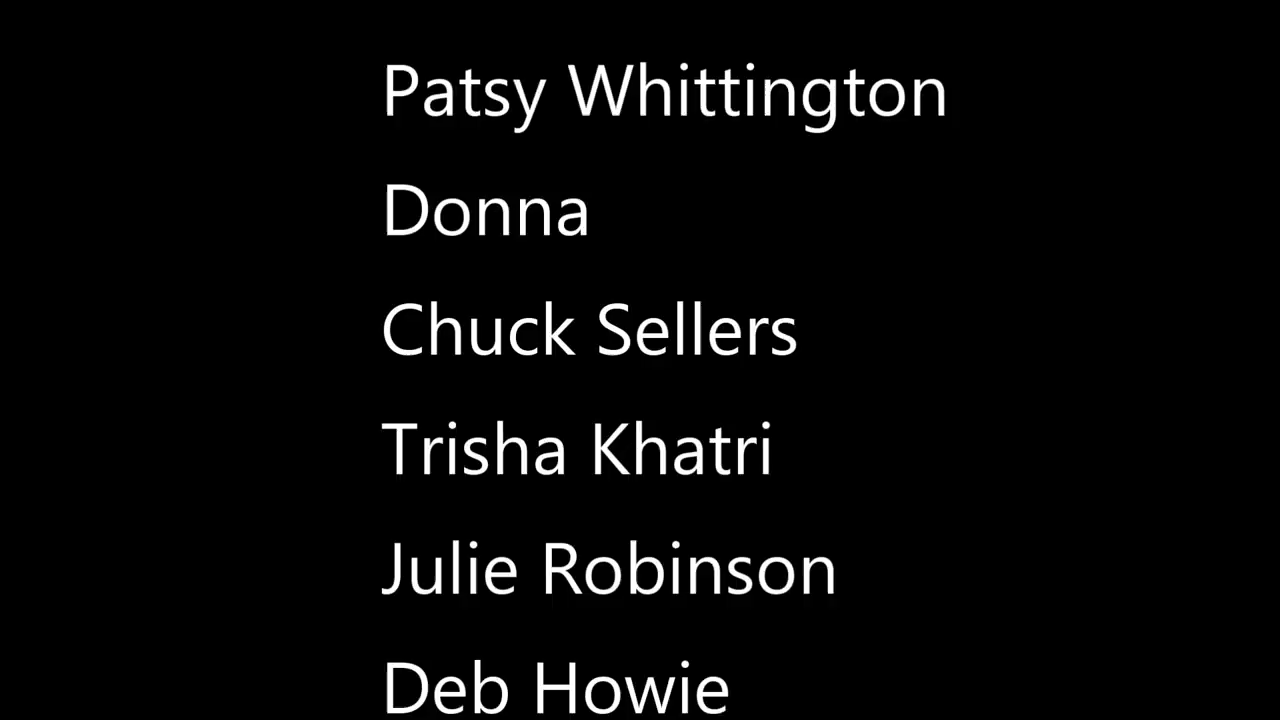 Patsy Whittington
Donna
Chuck Sellers
Trisha Khatri
Julie Robinson
Deb Howie